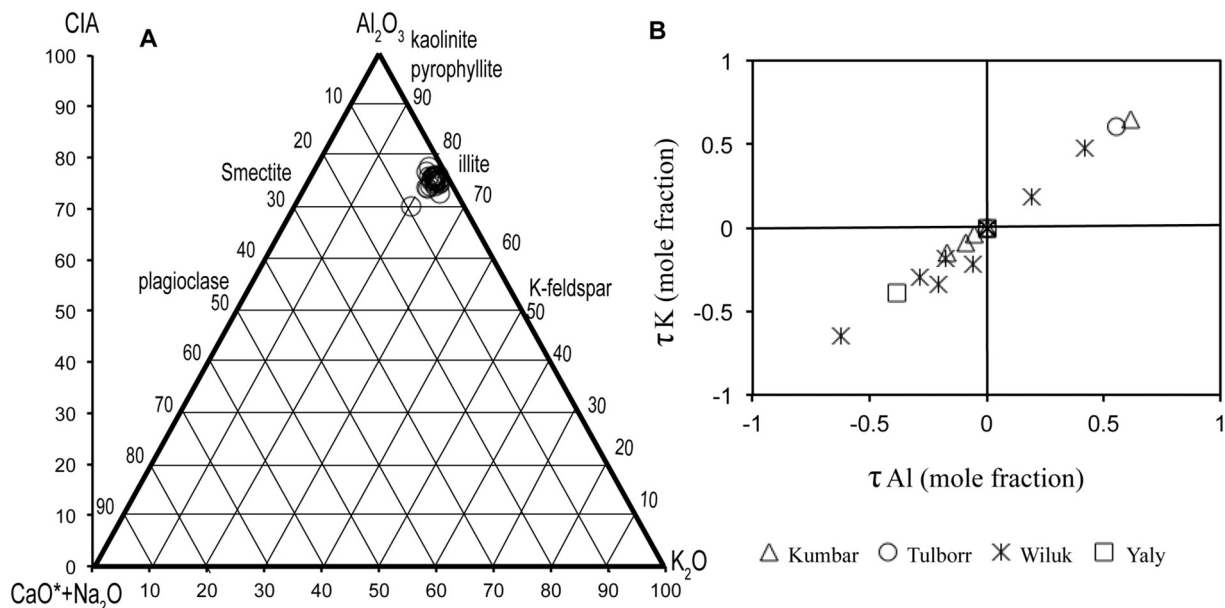 CIA
A
Al₂O₃
kaolinite
pyrophyllite
100
90
80
70
60
50
40
30
20
10
0
10
20
Smectite
30
40
plagioclase
50
60
70
80
90
90
80
illite
70
60
K-feldspar
50
40
30
20
10
K₂O
CaO*+Na₂O
10 20 30 40 50 60 70 80 90 100
B
1
0.5
0
-0.5
-1
τ K (mole fraction)
-1 -0.5 0 0.5 1
τ Al (mole fraction)
Kumbar Tulborr Wiluk Yaly